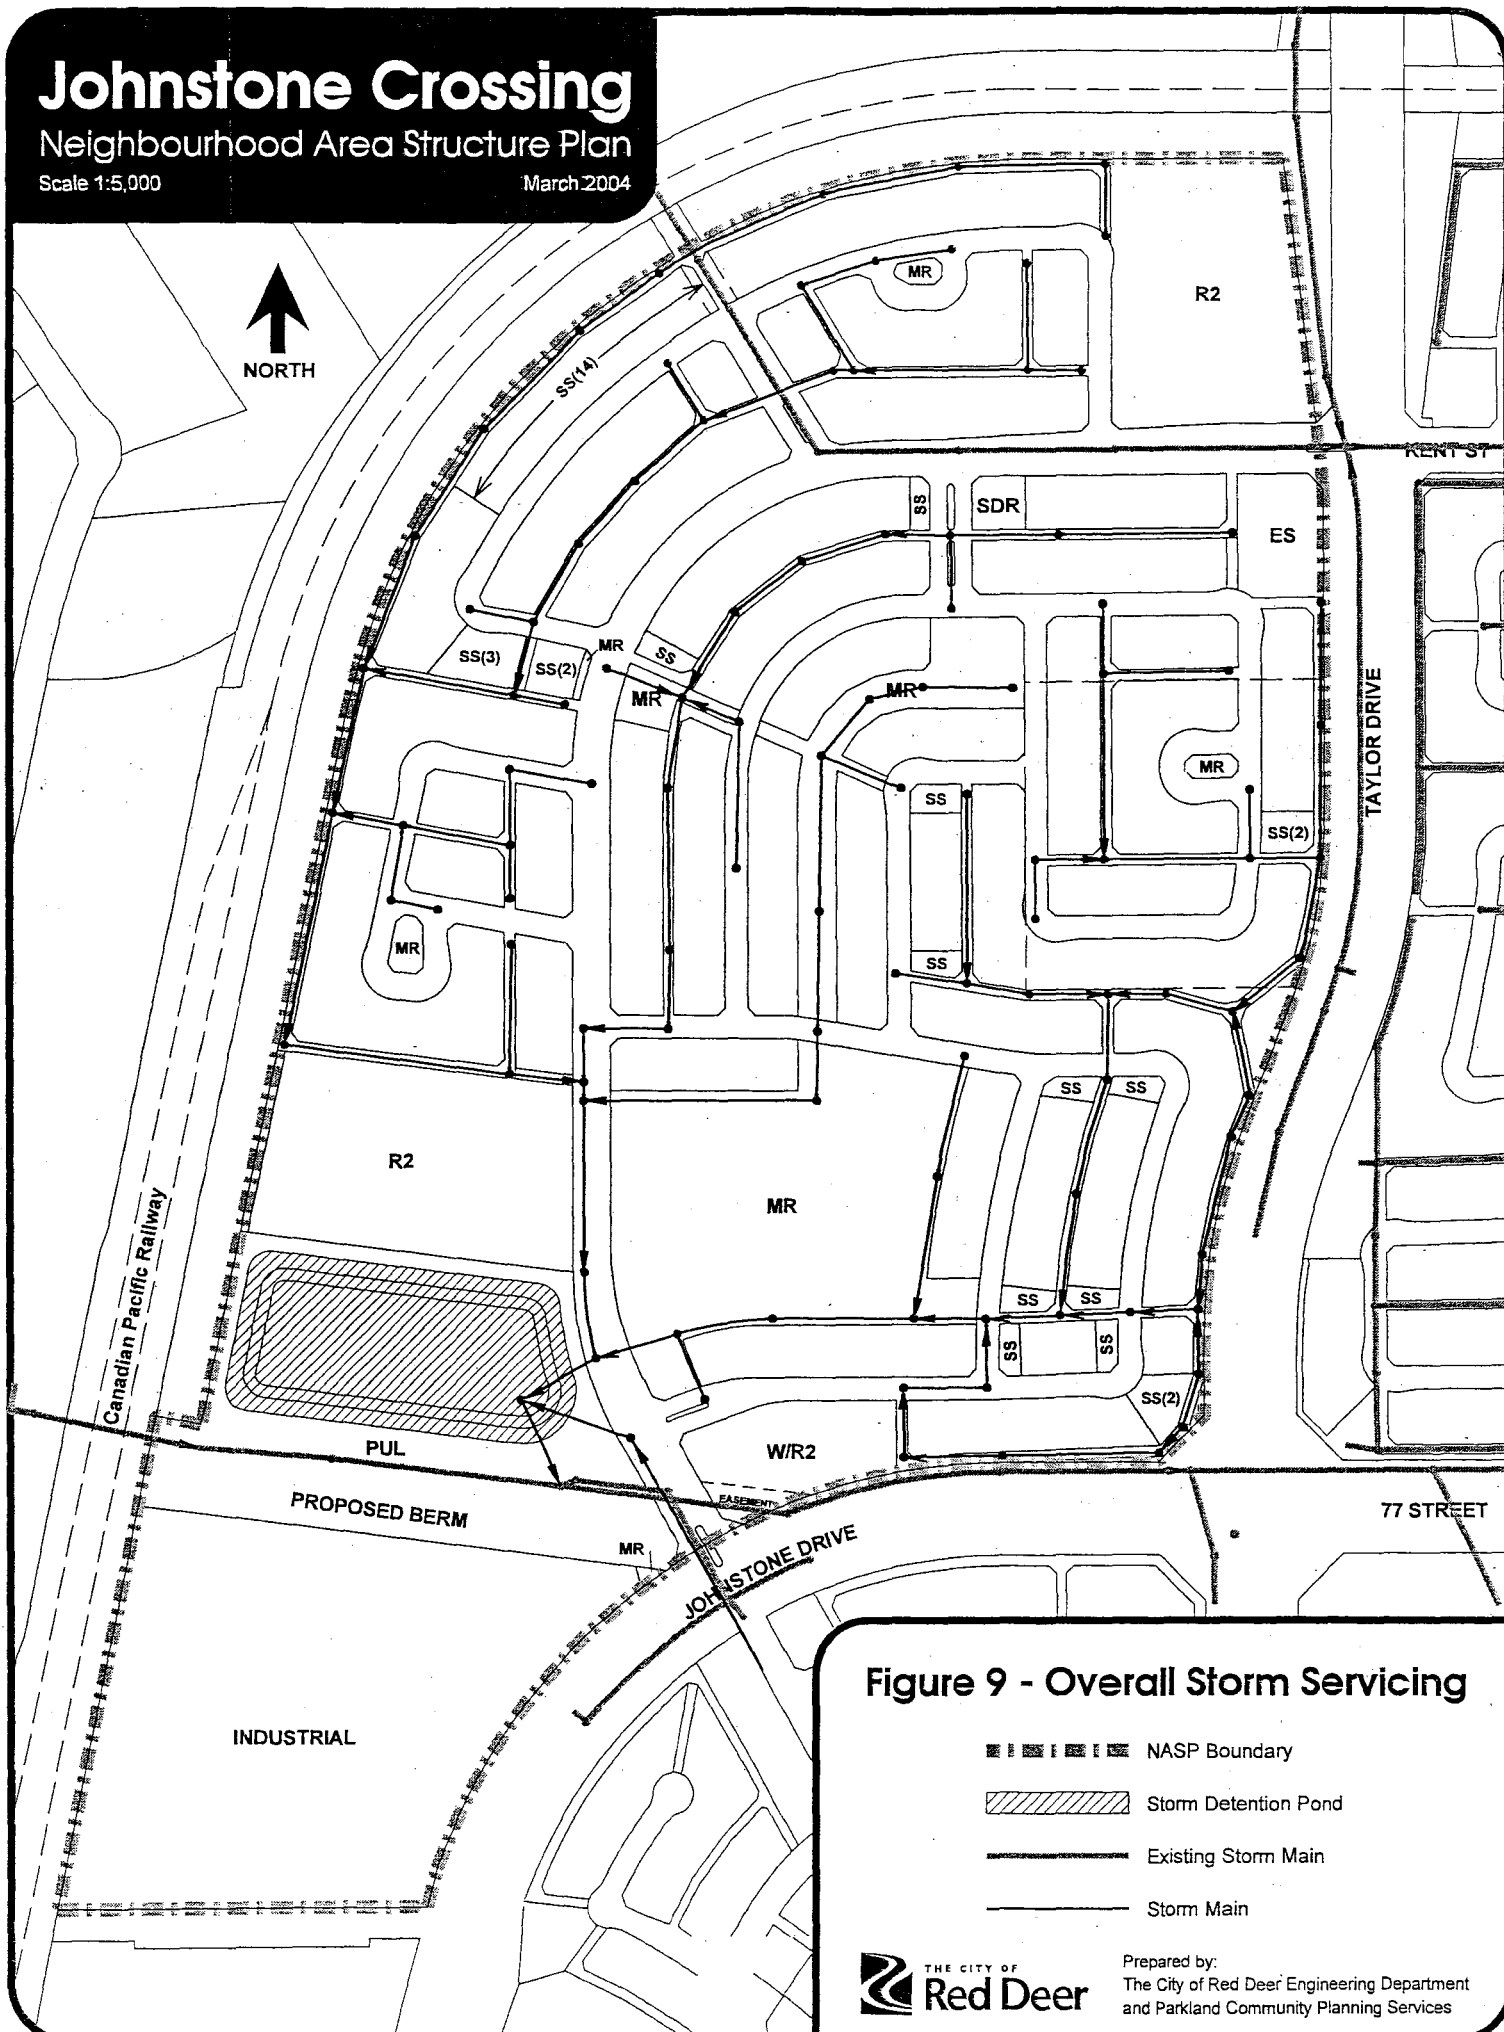 Johnstone Crossing
Neighbourhood Area Structure Plan
Scale 1:5,000 March 2004
NORTH
MR
R2
SS(14)
KENT ST
SS
SDR
ES
SS(3)
SS(2)
MR
SS
MR
MR
TAYLOR DRIVE
MR
SS
SS(2)
MR
SS
SS
SS
R2
MR
Canadian Pacific Railway
SS
SS
SS
SS
SS(2)
PUL
W/R2
EASEMENT
PROPOSED BERM
77 STREET
MR
JOHNSTONE DRIVE
INDUSTRIAL
Figure 9 - Overall Storm Servicing
NASP Boundary
Storm Detention Pond
Existing Storm Main
Storm Main
THE CITY OF
Red Deer
Prepared by:
The City of Red Deer Engineering Department
and Parkland Community Planning Services